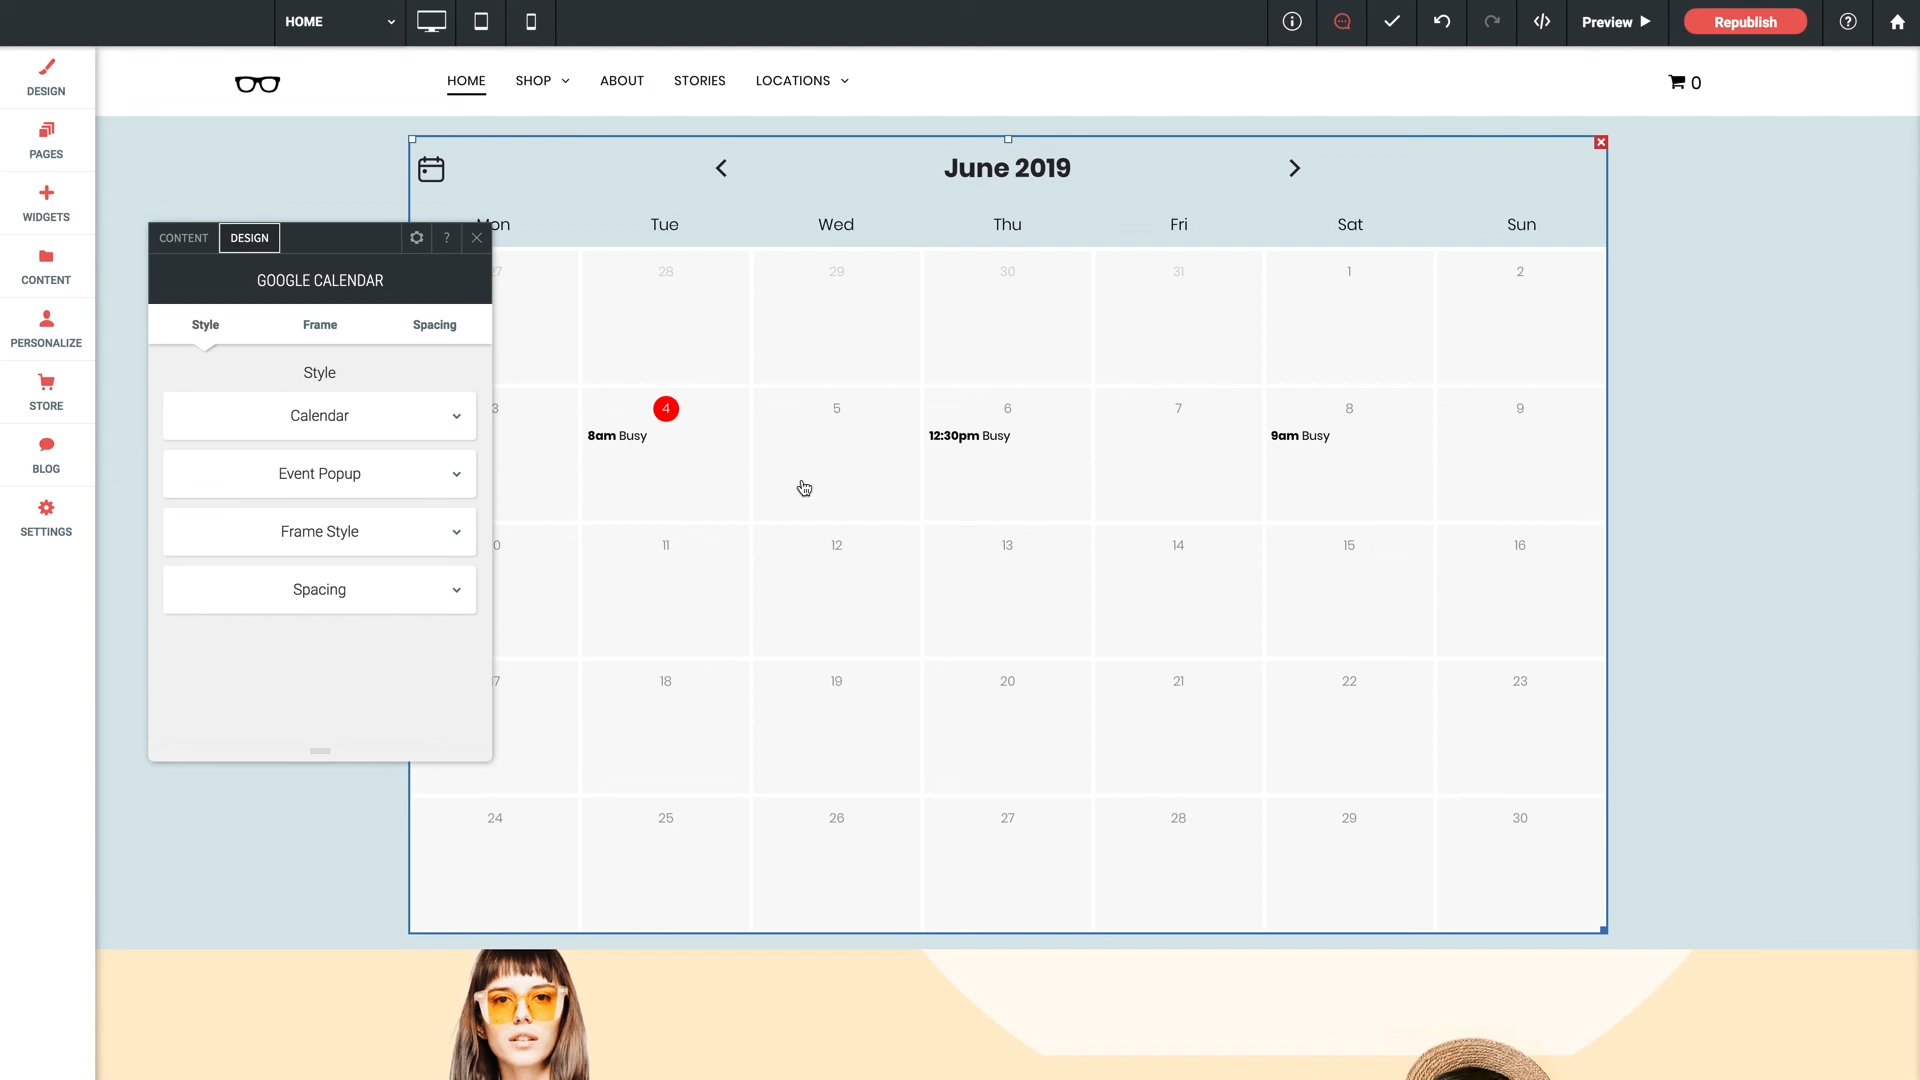 HOME
Preview
Republish
DESIGN
PAGES
WIDGETS
CONTENT
PERSONALIZE
STORE
BLOG
SETTINGS
HOME SHOP ABOUT STORIES LOCATIONS
0
June 2019
Tue Wed Thu Fri Sat Sun
28 29 30 31 1 2
4 5 6 7 8 9
8am Busy 12:30pm Busy 9am Busy
11 12 13 14 15 16
18 19 20 21 22 23
24 25 26 27 28 29 30
CONTENT DESIGN ?
GOOGLE CALENDAR
Style Frame Spacing
Style
Calendar
Event Popup
Frame Style
Spacing